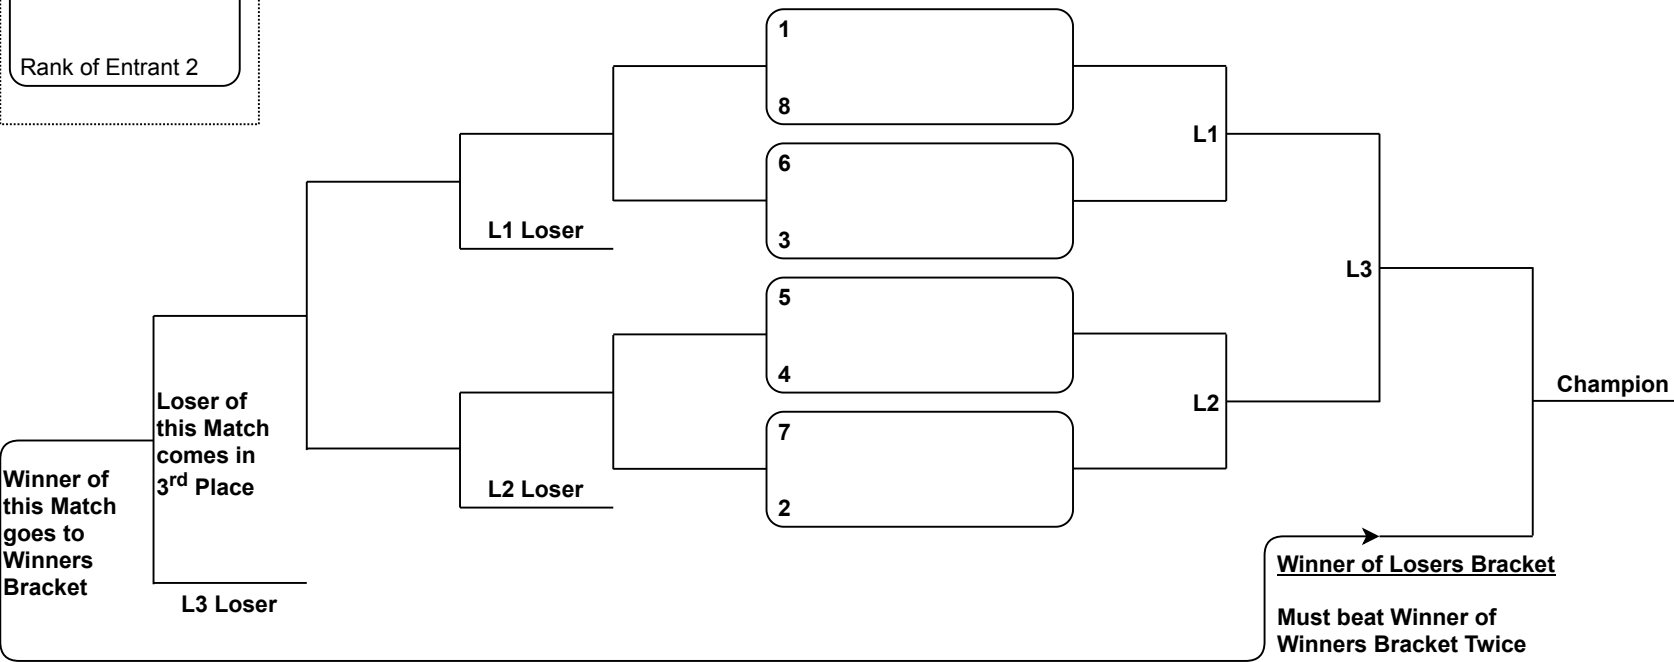 Rank of Entrant 2
1
8
L1
6
L1 Loser
3
5
L3
4
Champion
Loser of
this Match
comes in
3rd Place
L2
7
Winner of
this Match
goes to
Winners
Bracket
L2 Loser
2
Winner of Losers Bracket
L3 Loser
Must beat Winner of
Winners Bracket Twice